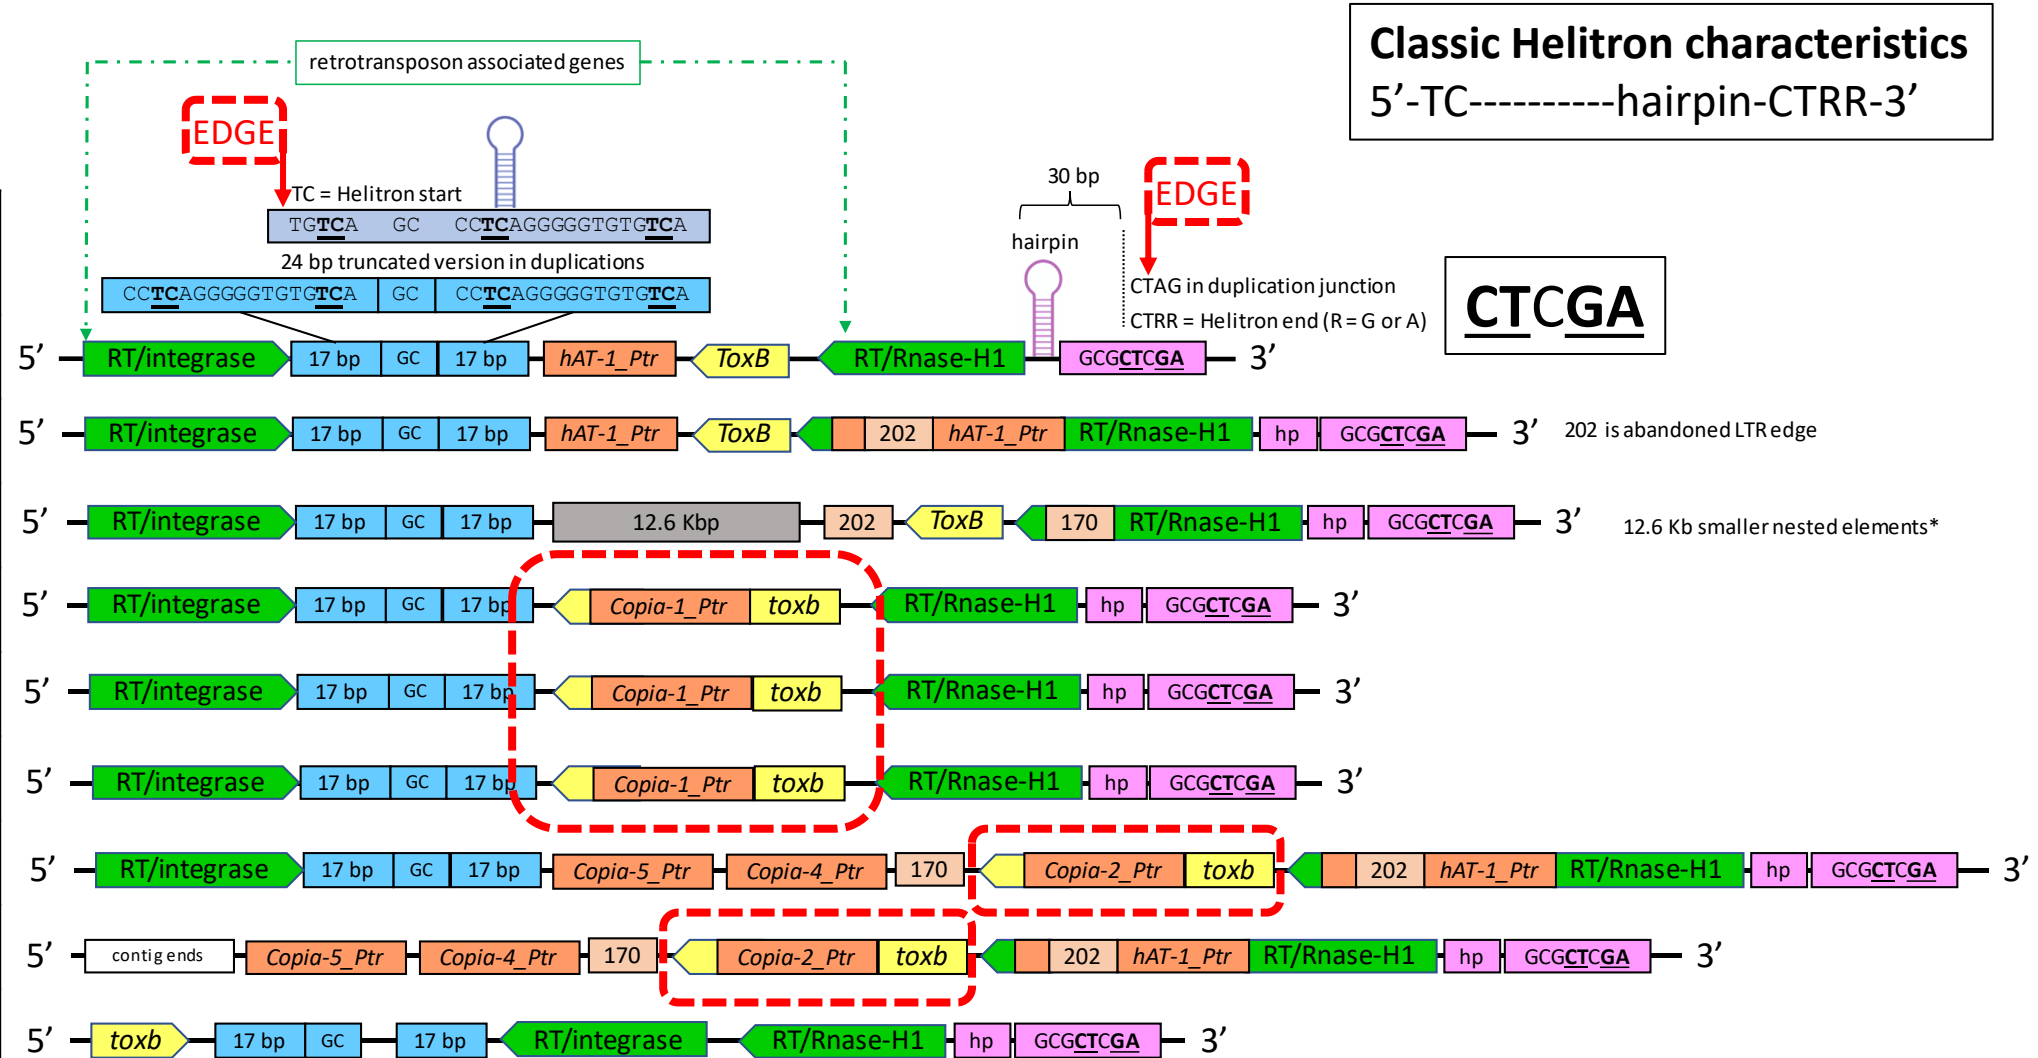 Classic Helitron characteristics
5’-TC----------hairpin-CTRR-3’
retrotransposon associated genes
EDGE
TC = Helitron start
TGTCA GC CCTCAGGGGGTGTGTCA
24 bp truncated version in duplications
CCTCAGGGGGTGTGTCA GC CCTCAGGGGGTGTGTCA
30 bp
EDGE
hairpin
CTAG in duplication junction
CTRR = Helitron end (R = G or A)
CTCGA
5’ RT/integrase 17 bp GC 17 bp hAT-1_Ptr ToxB RT/Rnase-H1 GCGCTCGA 3’
5’ RT/integrase 17 bp GC 17 bp hAT-1_Ptr ToxB 202 hAT-1_Ptr RT/Rnase-H1 hp GCGCTCGA 3’ 202 is abandoned LTR edge
5’ RT/integrase 17 bp GC 17 bp 12.6 Kbp 202 ToxB 170 RT/Rnase-H1 hp GCGCTCGA 3’ 12.6 Kb smaller nested elements*
5’ RT/integrase 17 bp GC 17 bp Copia-1_Ptr toxb RT/Rnase-H1 hp GCGCTCGA 3’
5’ RT/integrase 17 bp GC 17 bp Copia-1_Ptr toxb RT/Rnase-H1 hp GCGCTCGA 3’
5’ RT/integrase 17 bp GC 17 bp Copia-1_Ptr toxb RT/Rnase-H1 hp GCGCTCGA 3’
5’ RT/integrase 17 bp GC 17 bp Copia-5_Ptr Copia-4_Ptr 170 Copia-2_Ptr toxb 202 hAT-1_Ptr RT/Rnase-H1 hp GCGCTCGA 3’
5’ contig ends Copia-5_Ptr Copia-4_Ptr 170 Copia-2_Ptr toxb 202 hAT-1_Ptr RT/Rnase-H1 hp GCGCTCGA 3’
5’ toxb 17 bp GC 17 bp RT/integrase RT/Rnase-H1 hp GCGCTCGA 3’